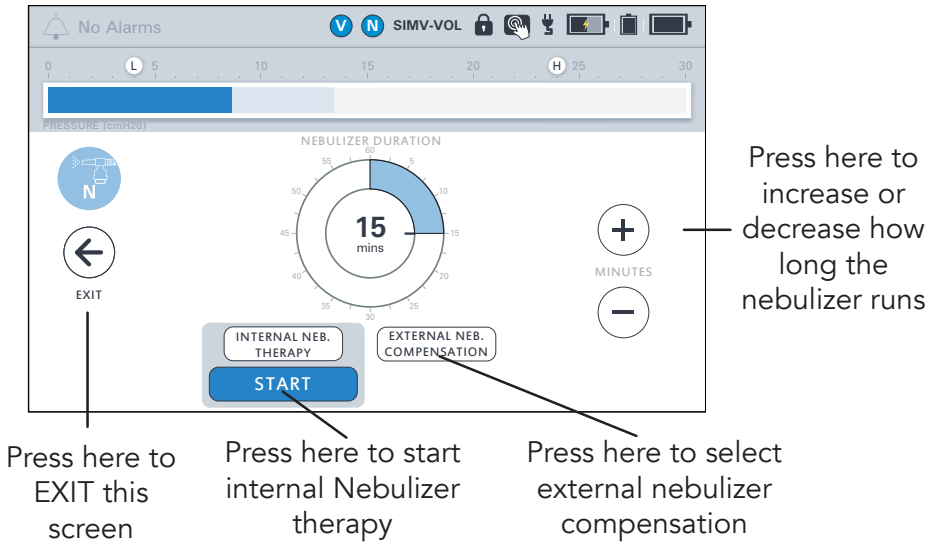 No Alarms
V N SIMV-VOL
0 L 5 10 15 20 H 25 30
PRESSURE (cmH20)
NEBULIZER DURATION
60
55 5
50 10
45 15
40 20
35 25
30
15
mins
N
EXIT
+
MINUTES
−
INTERNAL NEB.
THERAPY
START
EXTERNAL NEB.
COMPENSATION
Press here to
increase or
decrease how
long the
nebulizer runs
Press here to
EXIT this
screen
Press here to start
internal Nebulizer
therapy
Press here to select
external nebulizer
compensation